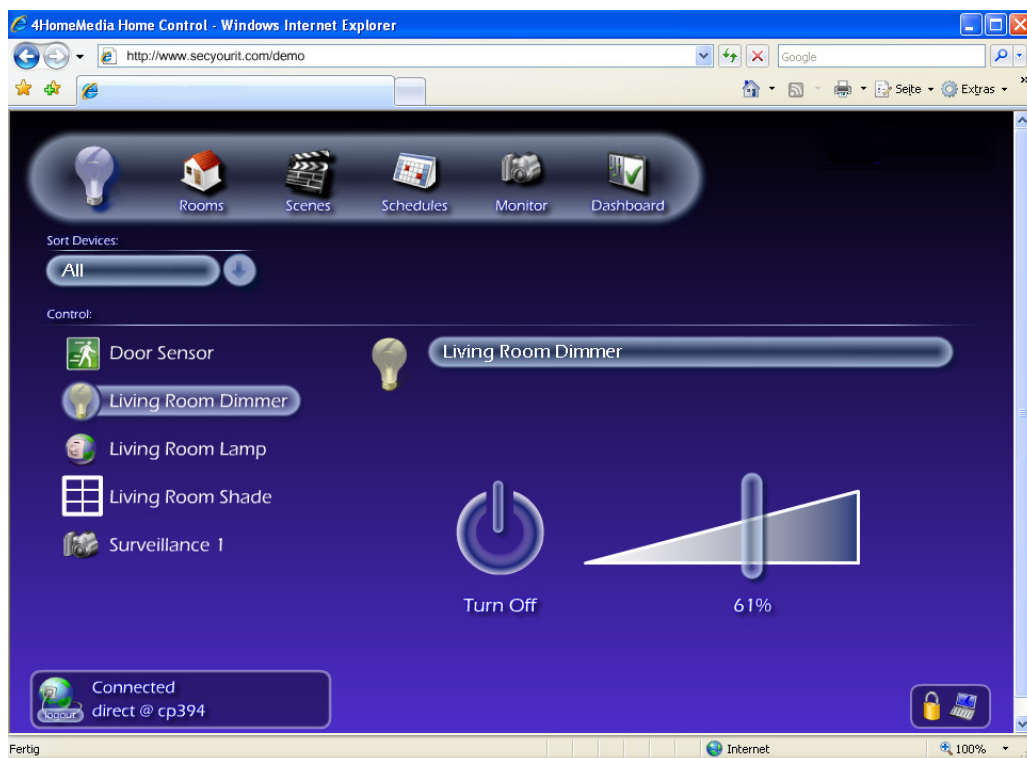 4HomeMedia Home Control - Windows Internet Explorer
http://www.secyourit.com/demo
Google
Seite
Extras
Rooms
Scenes
Schedules
Monitor
Dashboard
Sort Devices:
All
Control:
Door Sensor
Living Room Dimmer
Living Room Dimmer
Living Room Lamp
Living Room Shade
Surveillance 1
Turn Off
61%
Connected
logout
direct @ cp394
Fertig
Internet
100%